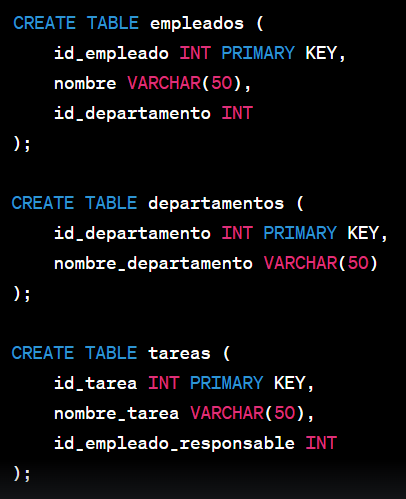 CREATE TABLE empleados (
    id_empleado INT PRIMARY KEY,
    nombre VARCHAR(50),
    id_departamento INT
);
CREATE TABLE departamentos (
    id_departamento INT PRIMARY KEY,
    nombre_departamento VARCHAR(50)
);
CREATE TABLE tareas (
    id_tarea INT PRIMARY KEY,
    nombre_tarea VARCHAR(50),
    id_empleado_responsable INT
);